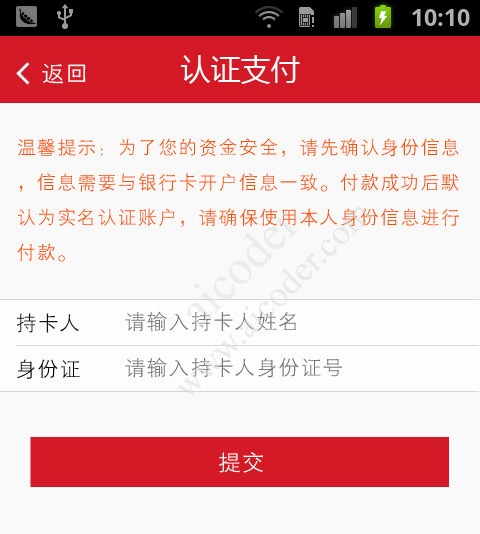 10:10
返回
认证支付
温馨提示：为了您的资金安全，请先确认身份信息
，信息需要与银行卡开户信息一致。付款成功后默
认为实名认证账户，请确保使用本人身份信息进行
付款。
持卡人 请输入持卡人姓名
身份证 请输入持卡人身份证号
提交
aicoder
www.aicoder.com